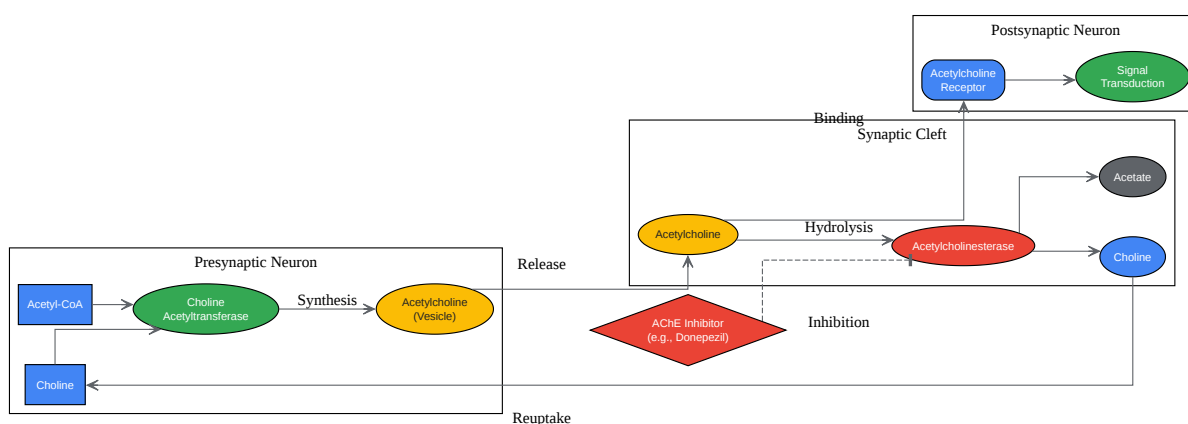 Postsynaptic Neuron
Acetylcholine
Receptor
Signal
Transduction
Binding
Synaptic Cleft
Acetate
Acetylcholine
Hydrolysis
Acetylcholinesterase
Choline
Presynaptic Neuron
Release
Acetyl-CoA
Choline
Acetyltransferase
Synthesis
Acetylcholine
(Vesicle)
AChE Inhibitor
(e.g., Donepezil)
Inhibition
Choline
Reuptake